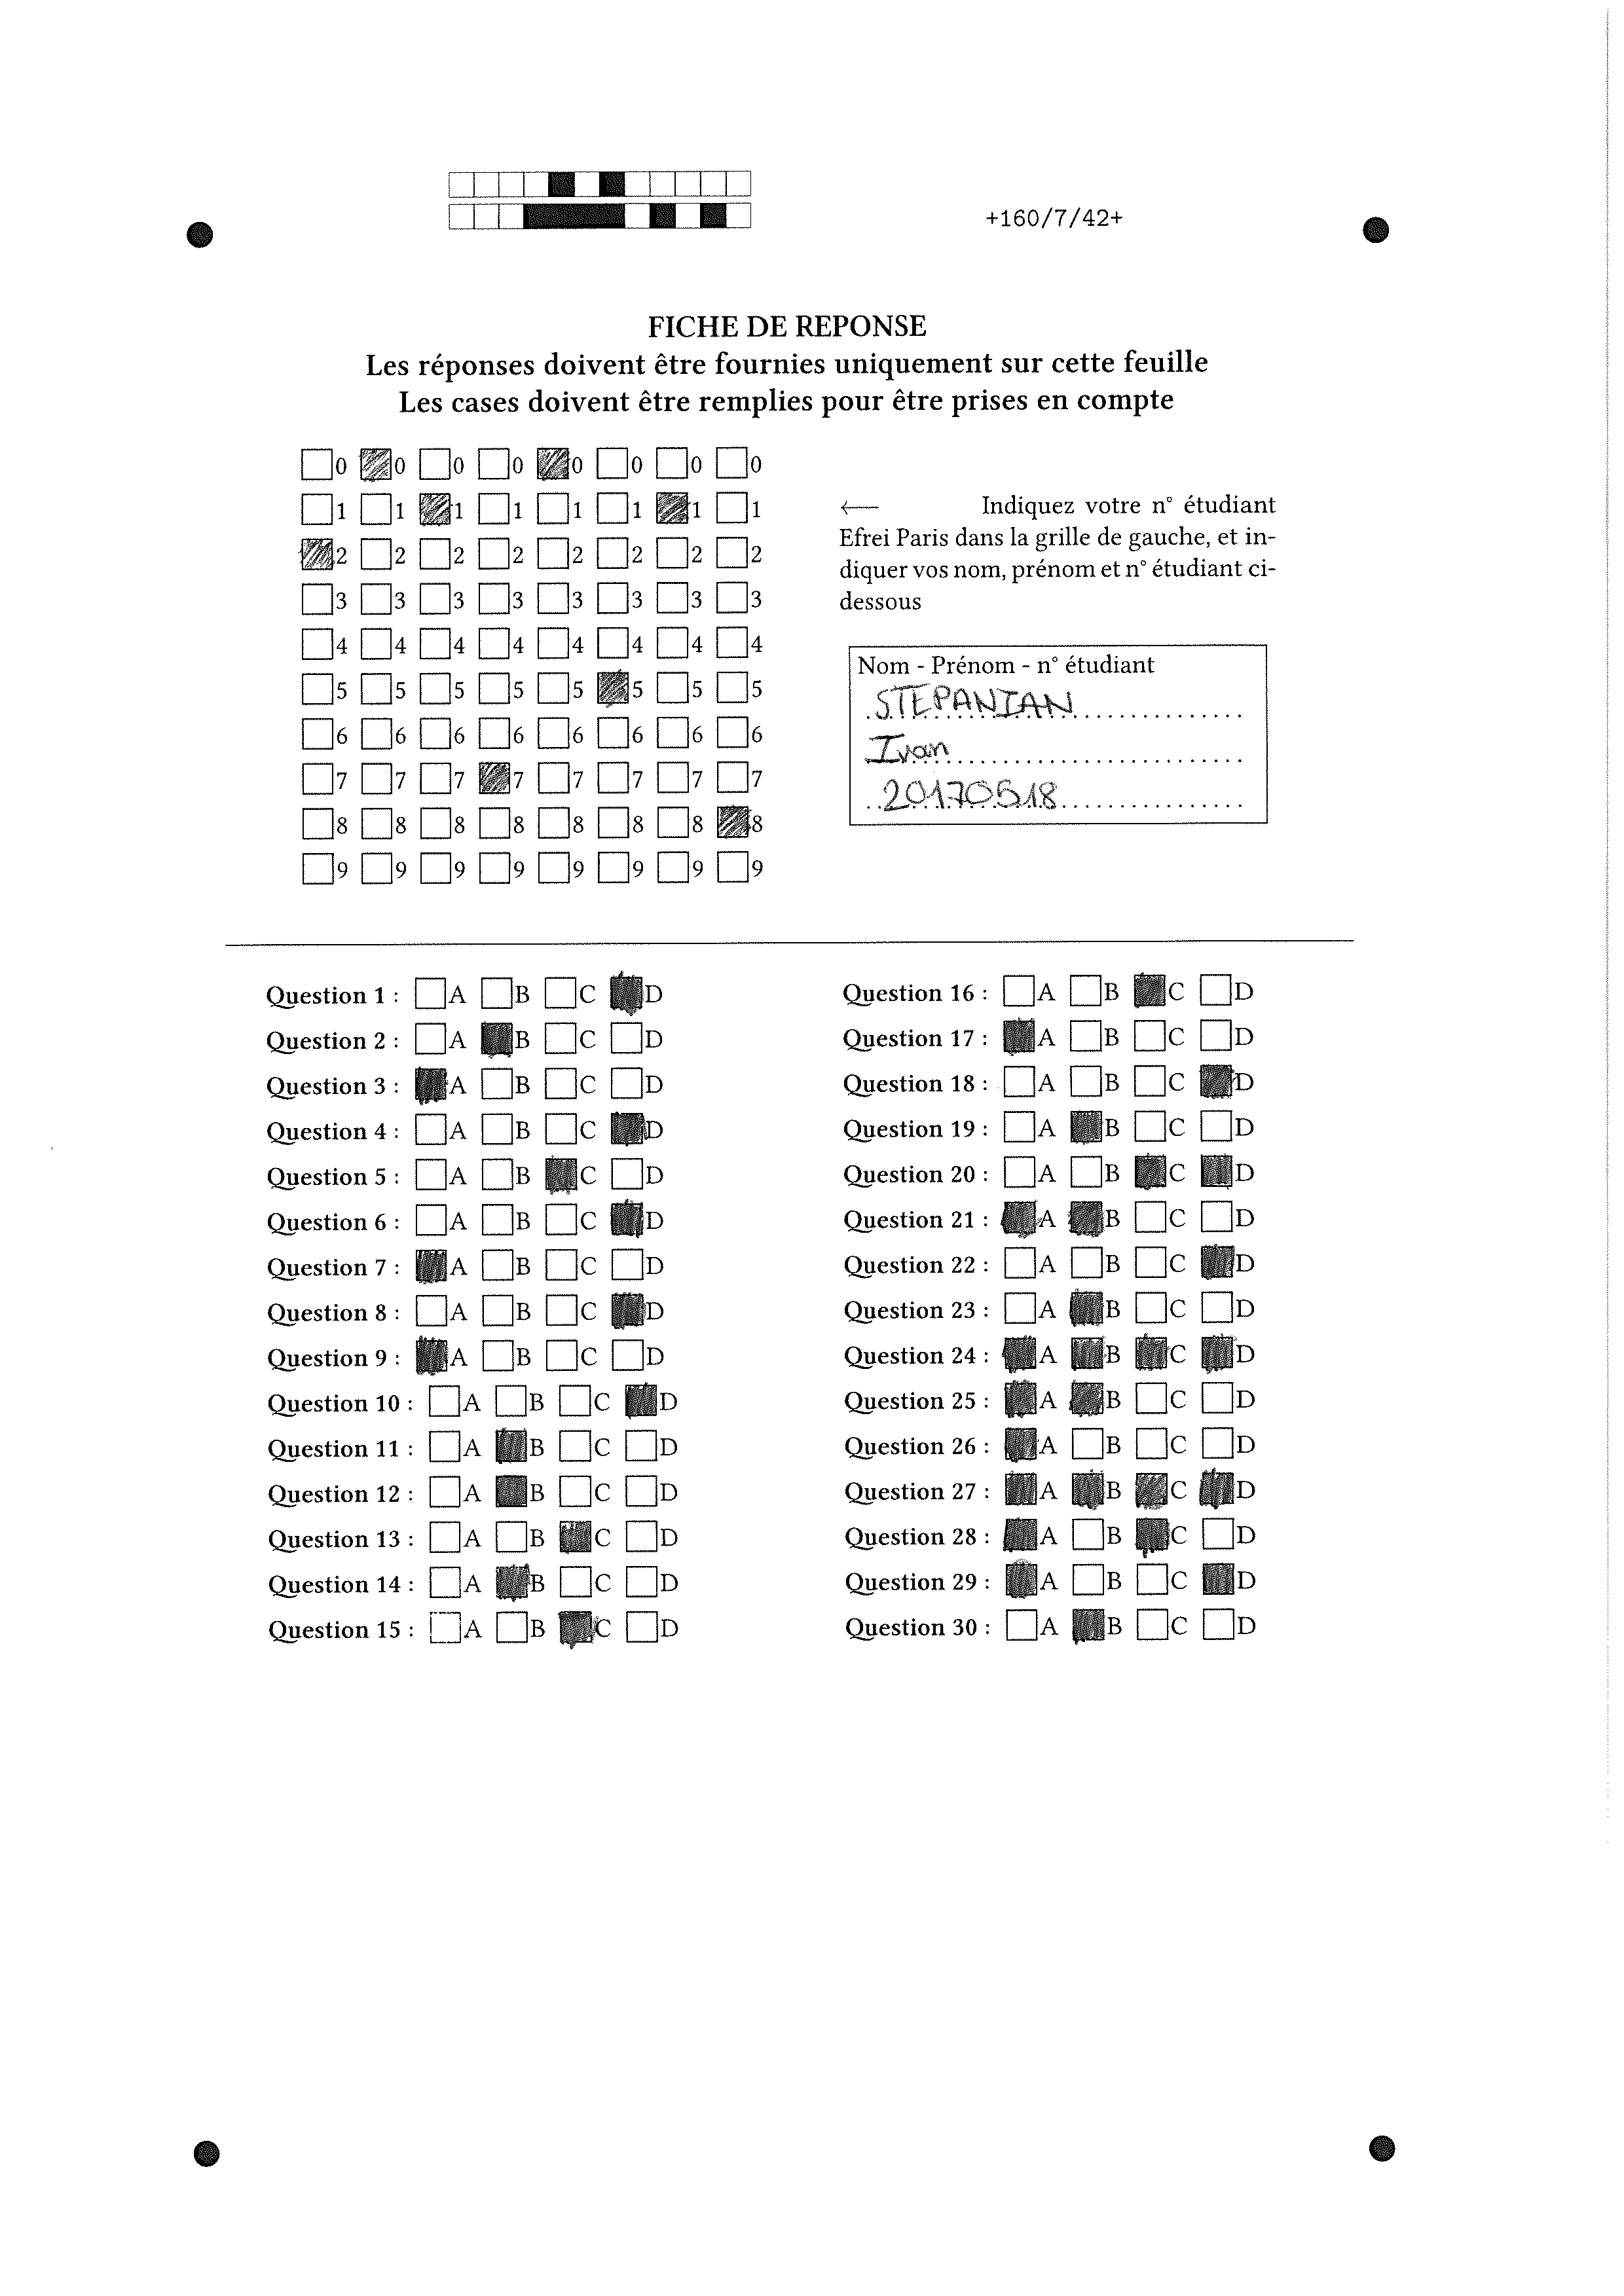 +160/7/42+
FICHE DE REPONSE
Les réponses doivent être fournies uniquement sur cette feuille
Les cases doivent être remplies pour être prises en compte
0 0 0 0 0 0 0 0
1 1 1 1 1 1 1 1
2 2 2 2 2 2 2 2
3 3 3 3 3 3 3 3
4 4 4 4 4 4 4 4
5 5 5 5 5 5 5 5
6 6 6 6 6 6 6 6
7 7 7 7 7 7 7 7
8 8 8 8 8 8 8 8
9 9 9 9 9 9 9 9
← Indiquez votre n° étudiant
Efrei Paris dans la grille de gauche, et in-
diquer vos nom, prénom et n° étudiant ci-
dessous
Nom - Prénom - n° étudiant
STEPANIAN
Ivan
20170518
Question 1 : A B C D
Question 2 : A B C D
Question 3 : A B C D
Question 4 : A B C D
Question 5 : A B C D
Question 6 : A B C D
Question 7 : A B C D
Question 8 : A B C D
Question 9 : A B C D
Question 10 : A B C D
Question 11 : A B C D
Question 12 : A B C D
Question 13 : A B C D
Question 14 : A B C D
Question 15 : A B C D
Question 16 : A B C D
Question 17 : A B C D
Question 18 : A B C D
Question 19 : A B C D
Question 20 : A B C D
Question 21 : A B C D
Question 22 : A B C D
Question 23 : A B C D
Question 24 : A B C D
Question 25 : A B C D
Question 26 : A B C D
Question 27 : A B C D
Question 28 : A B C D
Question 29 : A B C D
Question 30 : A B C D